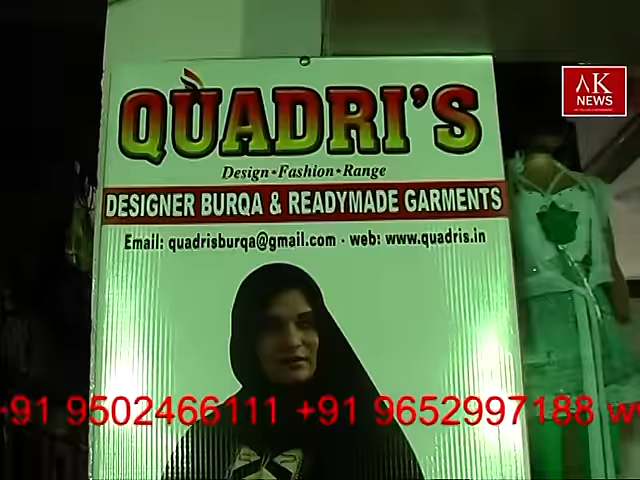 QUADRI'S
Design•Fashion•Range
DESIGNER BURQA & READYMADE GARMENTS
Email: quadrisburqa@gmail.com - web: www.quadris.in
AK
NEWS
+91 9502466111 +91 9652997188 w